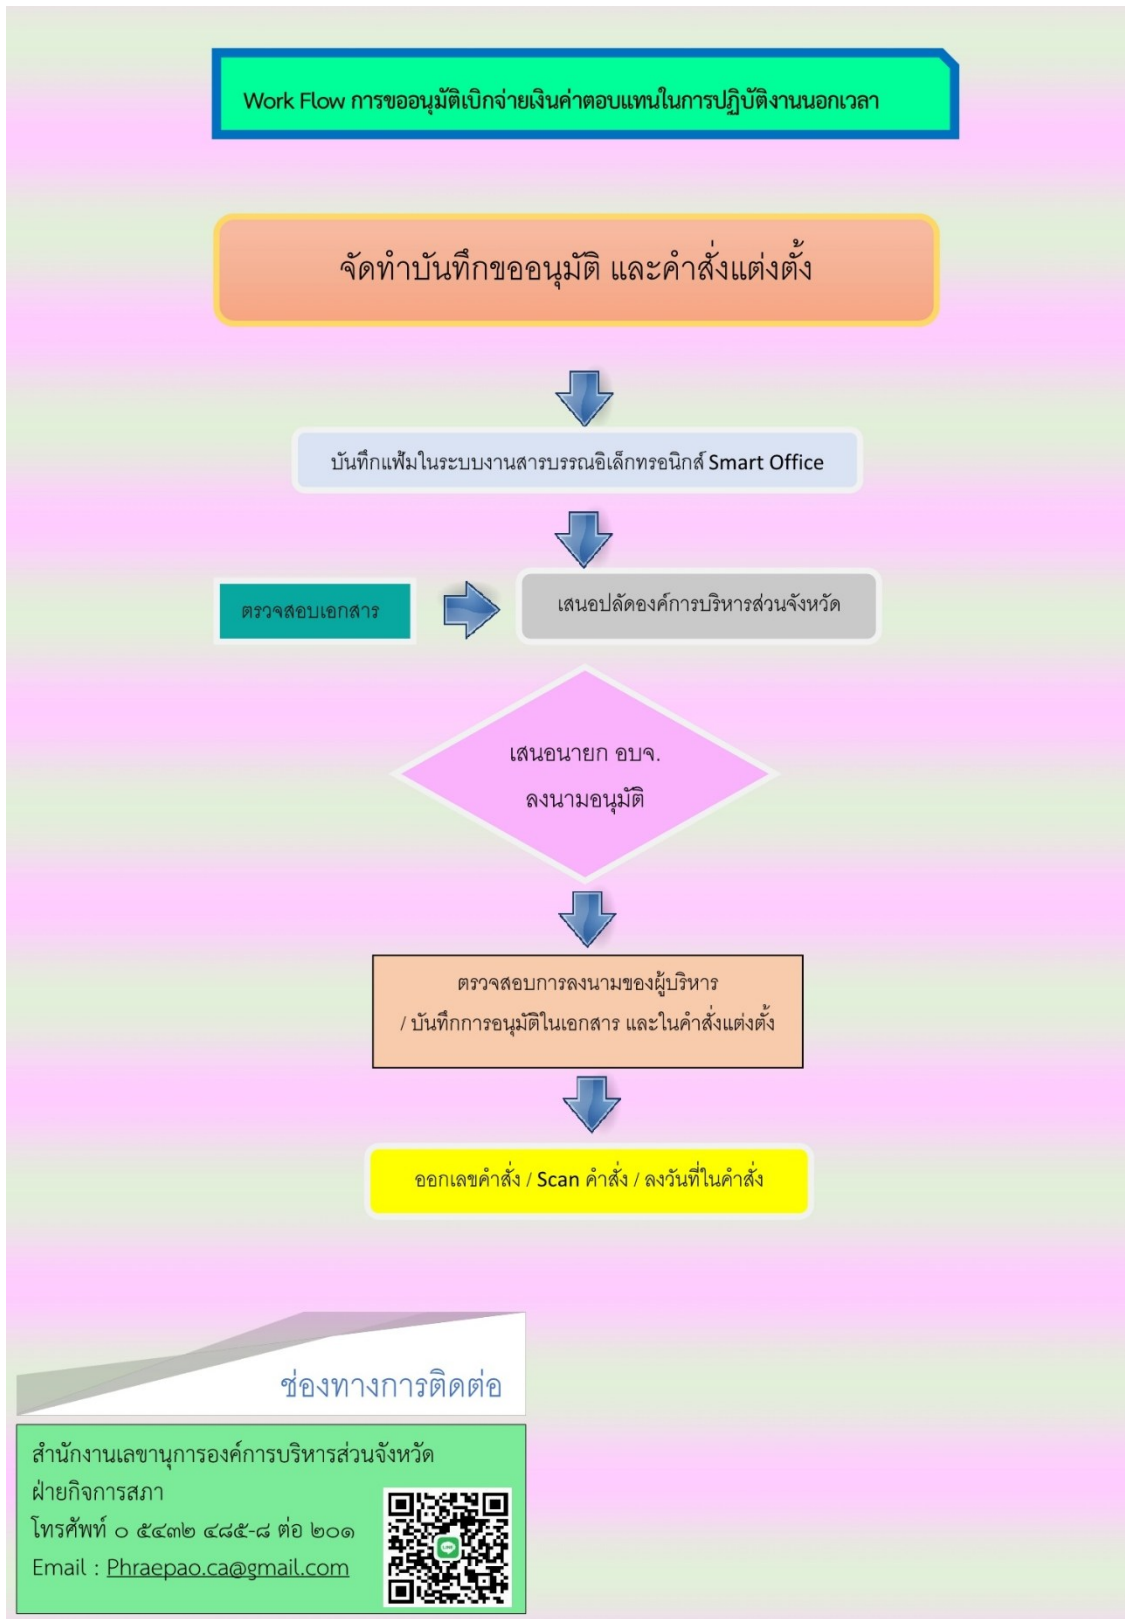 Work Flow การขออนุมัติเบิกจ่ายเงินค่าตอบแทนในการปฏิบัติงานนอกเวลา
จัดทำบันทึกขออนุมัติ และคำสั่งแต่งตั้ง
บันทึกแฟ้มในระบบงานสารบรรณอิเล็กทรอนิกส์ Smart Office
ตรวจสอบเอกสาร
เสนอปลัดองค์การบริหารส่วนจังหวัด
เสนอนายก อบจ.
ลงนามอนุมัติ
ตรวจสอบการลงนามของผู้บริหาร
/ บันทึกการอนุมัติในเอกสาร และในคำสั่งแต่งตั้ง
ออกเลขคำสั่ง / Scan คำสั่ง / ลงวันที่ในคำสั่ง
ช่องทางการติดต่อ
สำนักงานเลขานุการองค์การบริหารส่วนจังหวัด
ฝ่ายกิจการสภา
โทรศัพท์ ๐ ๕๔๓๒ ๔๘๕-๘ ต่อ ๒๐๑
Email : Phraepao.ca@gmail.com
LINE